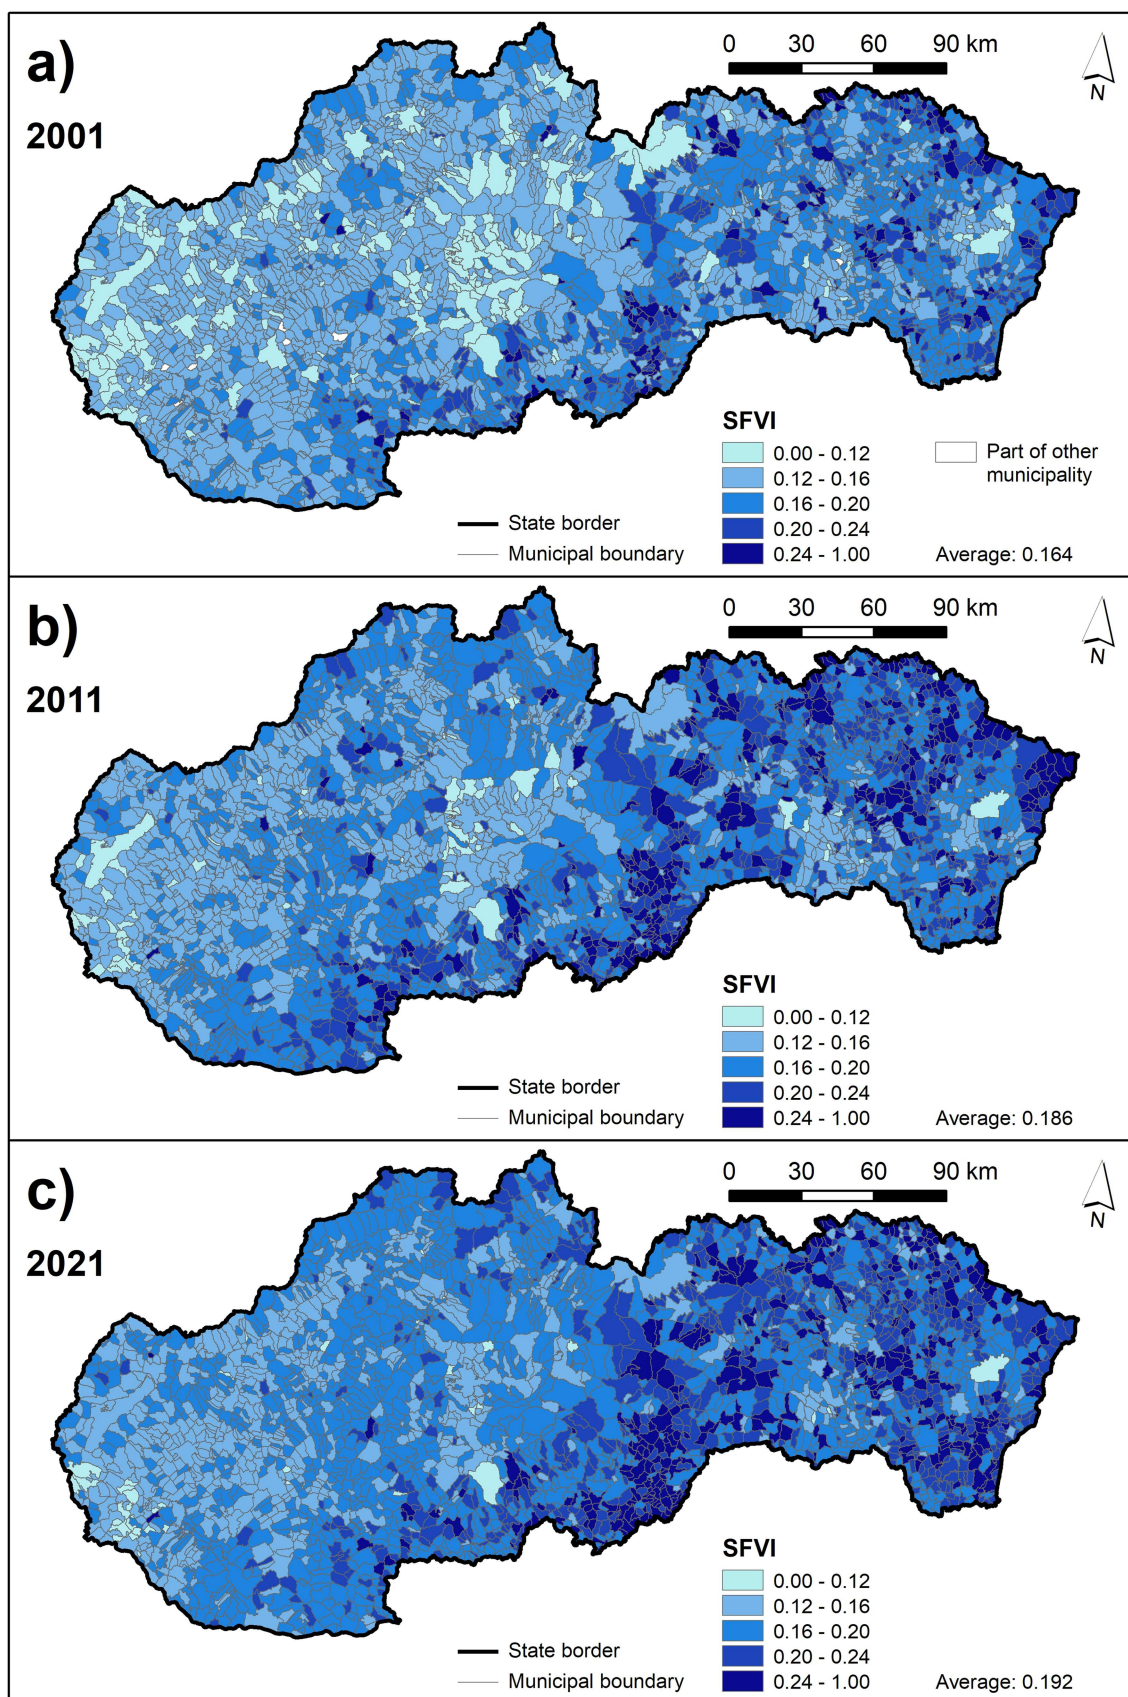 a)
2001
0 30 60 90 km
N
SFVI
0.00 - 0.12
0.12 - 0.16
0.16 - 0.20
0.20 - 0.24
0.24 - 1.00
Part of other
municipality
State border
Municipal boundary
Average: 0.164
b)
2011
0 30 60 90 km
N
SFVI
0.00 - 0.12
0.12 - 0.16
0.16 - 0.20
0.20 - 0.24
0.24 - 1.00
State border
Municipal boundary
Average: 0.186
c)
2021
0 30 60 90 km
N
SFVI
0.00 - 0.12
0.12 - 0.16
0.16 - 0.20
0.20 - 0.24
0.24 - 1.00
State border
Municipal boundary
Average: 0.192